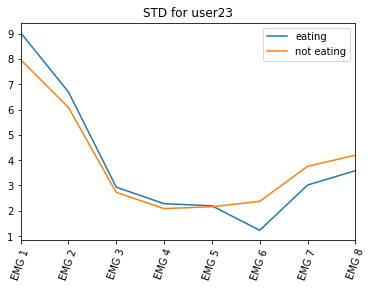 STD for user23
eating
not eating
9
8
7
6
5
4
3
2
1
EMG 1
EMG 2
EMG 3
EMG 4
EMG 5
EMG 6
EMG 7
EMG 8